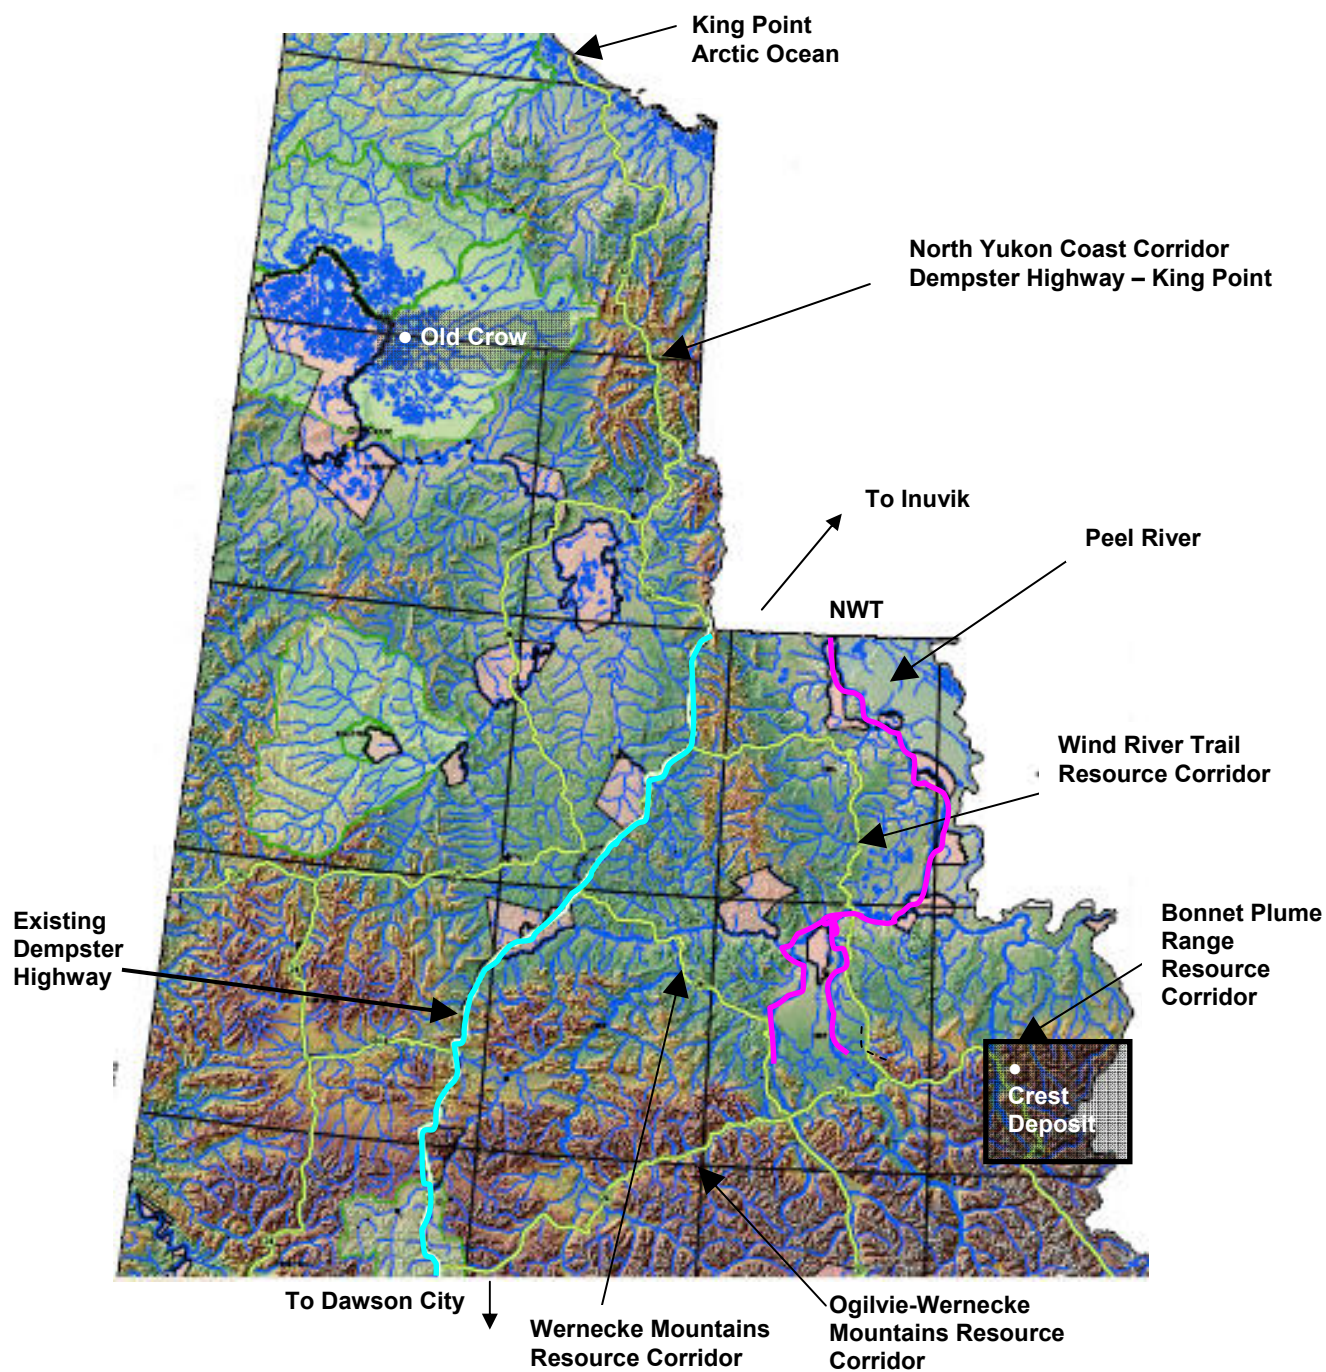 King Point
Arctic Ocean
North Yukon Coast Corridor
Dempster Highway – King Point
Old Crow
To Inuvik
Peel River
NWT
Wind River Trail
Resource Corridor
Existing
Dempster
Highway
Bonnet Plume
Range
Resource
Corridor
Crest
Deposit
To Dawson City
Wernecke Mountains
Resource Corridor
Ogilvie-Wernecke
Mountains Resource
Corridor